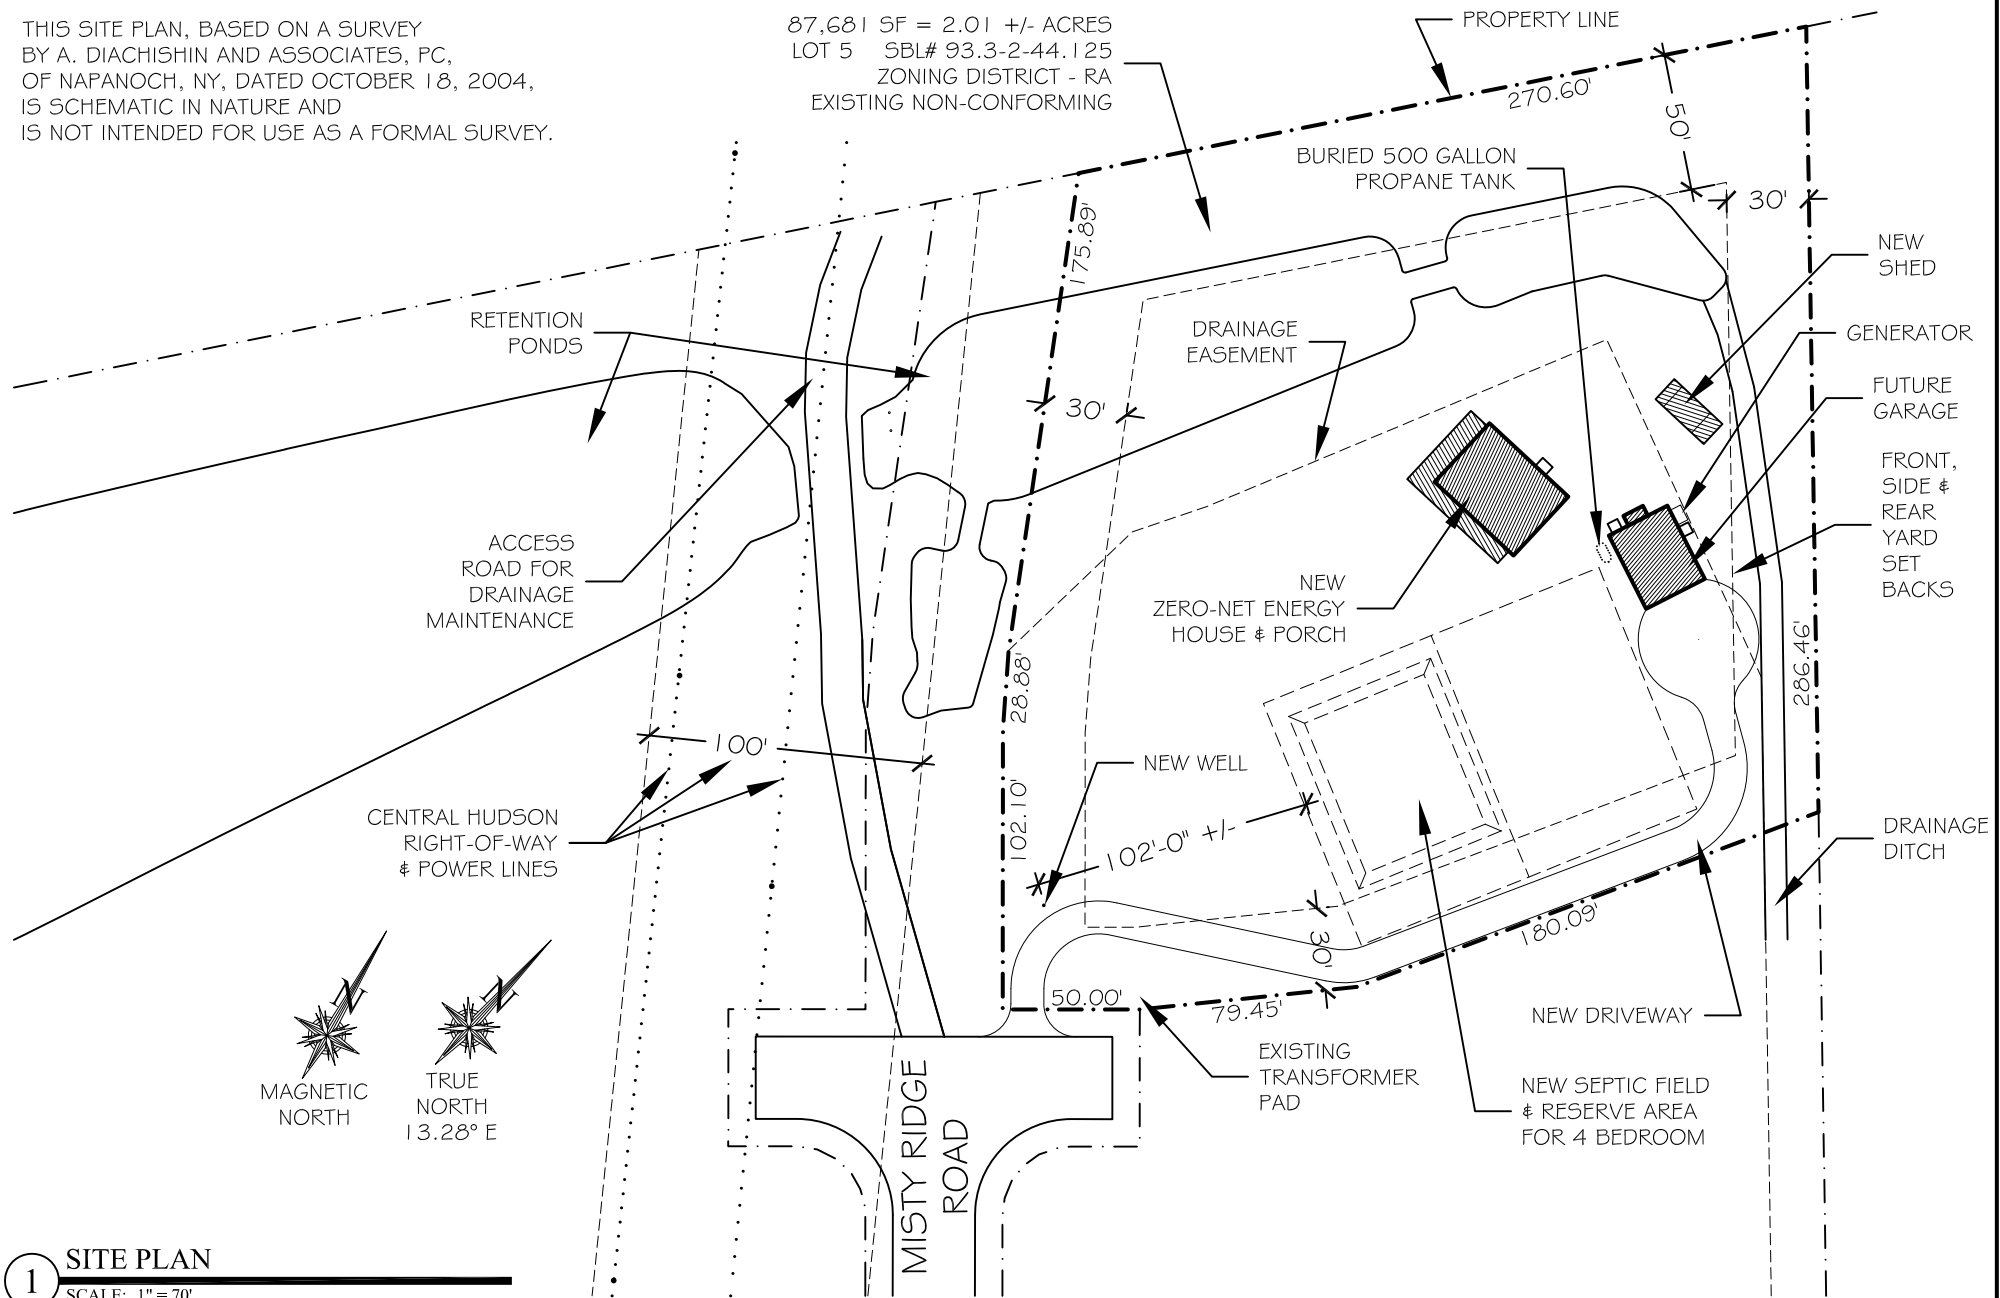 THIS SITE PLAN, BASED ON A SURVEY
BY A. DIACHISHIN AND ASSOCIATES, PC,
OF NAPANOCH, NY, DATED OCTOBER 18, 2004,
IS SCHEMATIC IN NATURE AND
IS NOT INTENDED FOR USE AS A FORMAL SURVEY.
87,681 SF = 2.01 +/- ACRES
LOT 5 SBL# 93.3-2-44.125
ZONING DISTRICT - RA
EXISTING NON-CONFORMING
PROPERTY LINE
270.60'
50'
BURIED 500 GALLON
PROPANE TANK
30'
175.89'
NEW
SHED
RETENTION
PONDS
DRAINAGE
EASEMENT
GENERATOR
30'
FUTURE
GARAGE
FRONT,
SIDE &
REAR
YARD
SET
BACKS
ACCESS
ROAD FOR
DRAINAGE
MAINTENANCE
NEW
ZERO-NET ENERGY
HOUSE & PORCH
28.88'
286.46'
100'
NEW WELL
102.10'
102'-0" +/-
CENTRAL HUDSON
RIGHT-OF-WAY
& POWER LINES
DRAINAGE
DITCH
180.09'
30'
N
N
50.00'
79.45'
NEW DRIVEWAY
MAGNETIC
NORTH
TRUE
NORTH
13.28° E
EXISTING
TRANSFORMER
PAD
NEW SEPTIC FIELD
& RESERVE AREA
FOR 4 BEDROOM
MISTY RIDGE
ROAD
1
SITE PLAN
SCALE: 1" = 70'